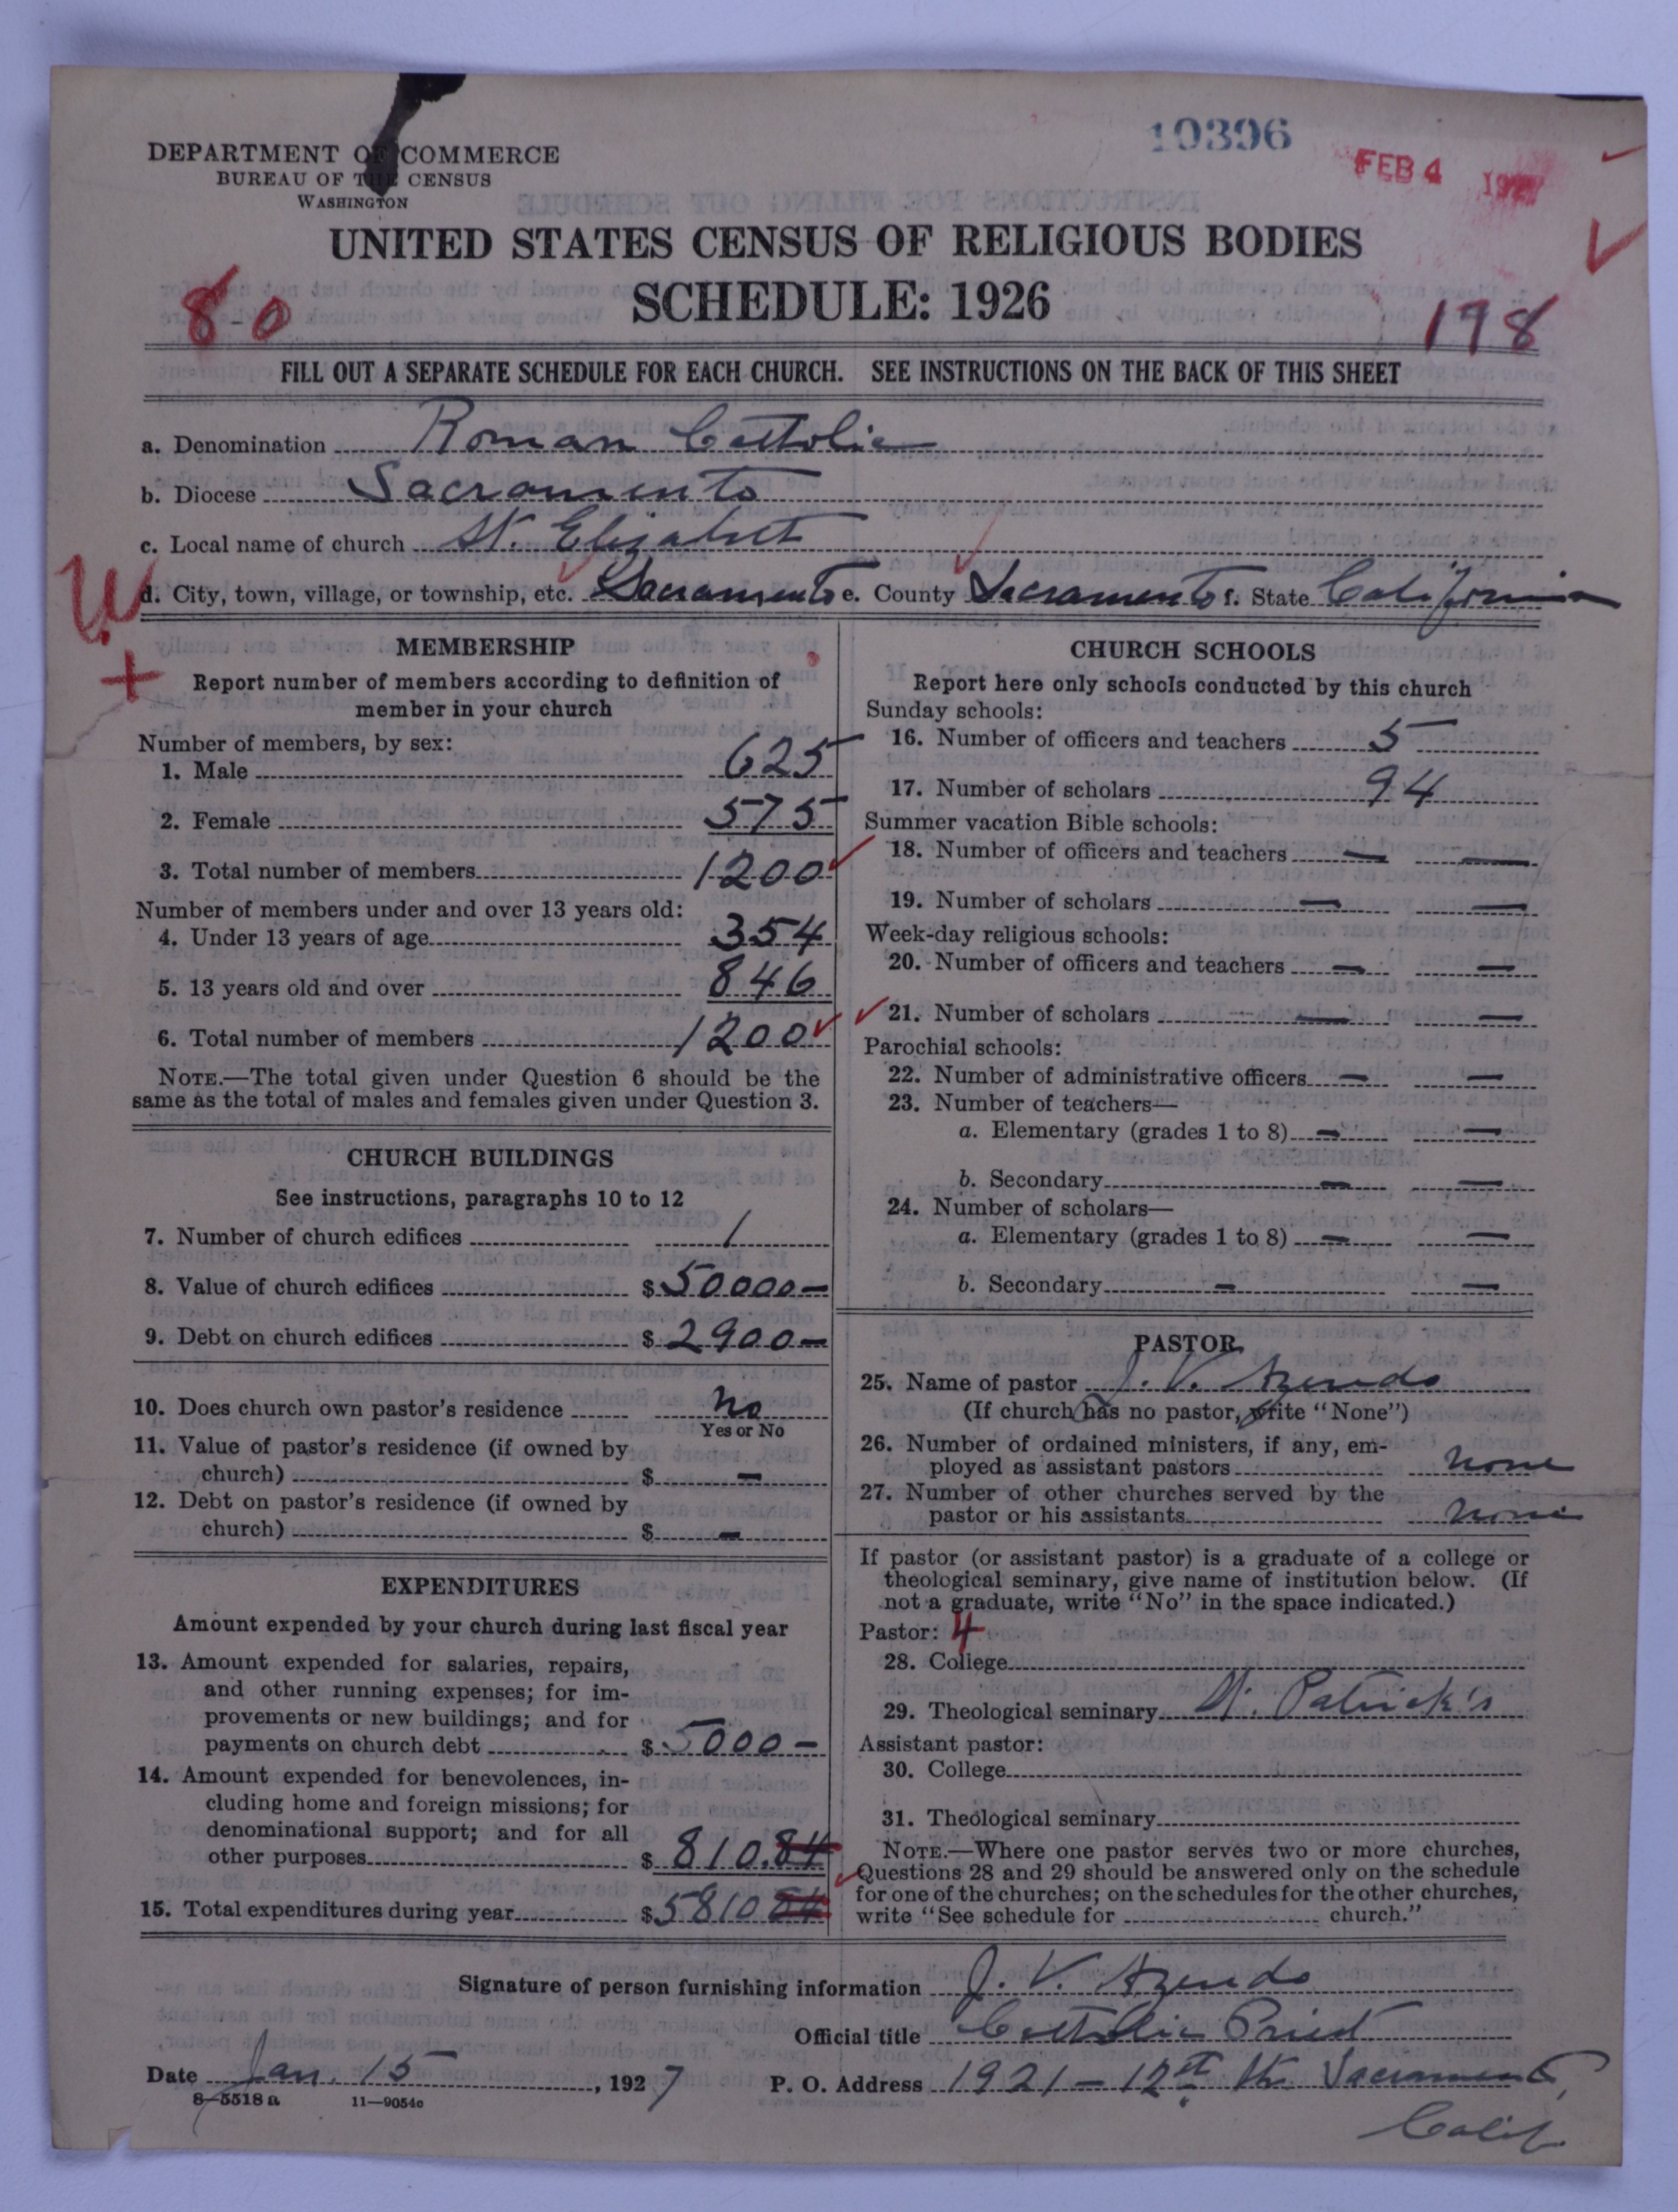 10396
FEB 4 1927
DEPARTMENT OF COMMERCE
BUREAU OF THE CENSUS
WASHINGTON
UNITED STATES CENSUS OF RELIGIOUS BODIES
SCHEDULE: 1926
80
198
FILL OUT A SEPARATE SCHEDULE FOR EACH CHURCH. SEE INSTRUCTIONS ON THE BACK OF THIS SHEET
a. Denomination Roman Catholic
b. Diocese Sacramento
c. Local name of church St. Elizabeth
d. City, town, village, or township, etc. Sacramento e. County Sacramento f. State California
MEMBERSHIP
Report number of members according to definition of
member in your church
Number of members, by sex:
1. Male 625
2. Female 575
3. Total number of members 1200
Number of members under and over 13 years old:
4. Under 13 years of age 354
5. 13 years old and over 846
6. Total number of members 1200
NOTE.—The total given under Question 6 should be the
same as the total of males and females given under Question 3.
CHURCH BUILDINGS
See instructions, paragraphs 10 to 12
7. Number of church edifices 1
8. Value of church edifices $ 50000—
9. Debt on church edifices $ 2900—
10. Does church own pastor's residence no
Yes or No
11. Value of pastor's residence (if owned by
church) $ —
12. Debt on pastor's residence (if owned by
church) $ —
EXPENDITURES
Amount expended by your church during last fiscal year
13. Amount expended for salaries, repairs,
and other running expenses; for im-
provements or new buildings; and for
payments on church debt $ 5000—
14. Amount expended for benevolences, in-
cluding home and foreign missions; for
denominational support; and for all
other purposes $ 810.84
15. Total expenditures during year $ 5810 84
CHURCH SCHOOLS
Report here only schools conducted by this church
Sunday schools:
16. Number of officers and teachers 5
17. Number of scholars 94
Summer vacation Bible schools:
18. Number of officers and teachers — —
19. Number of scholars — —
Week-day religious schools:
20. Number of officers and teachers — —
21. Number of scholars — —
Parochial schools:
22. Number of administrative officers — —
23. Number of teachers—
a. Elementary (grades 1 to 8) — —
b. Secondary — —
24. Number of scholars—
a. Elementary (grades 1 to 8) — —
b. Secondary — —
PASTOR
25. Name of pastor J. V. Azevedo
(If church has no pastor, write "None")
26. Number of ordained ministers, if any, em-
ployed as assistant pastors none
27. Number of other churches served by the
pastor or his assistants none
If pastor (or assistant pastor) is a graduate of a college or
theological seminary, give name of institution below. (If
not a graduate, write "No" in the space indicated.)
Pastor: 4
28. College
29. Theological seminary St. Patrick's
Assistant pastor:
30. College
31. Theological seminary
NOTE.—Where one pastor serves two or more churches,
Questions 28 and 29 should be answered only on the schedule
for one of the churches; on the schedules for the other churches,
write "See schedule for church."
Signature of person furnishing information J. V. Azevedo
Official title Catholic Priest
Date Jan. 15, 1927 P. O. Address 1921—12st St. Sacramento,
Calif.
8—5518a 11—9054c